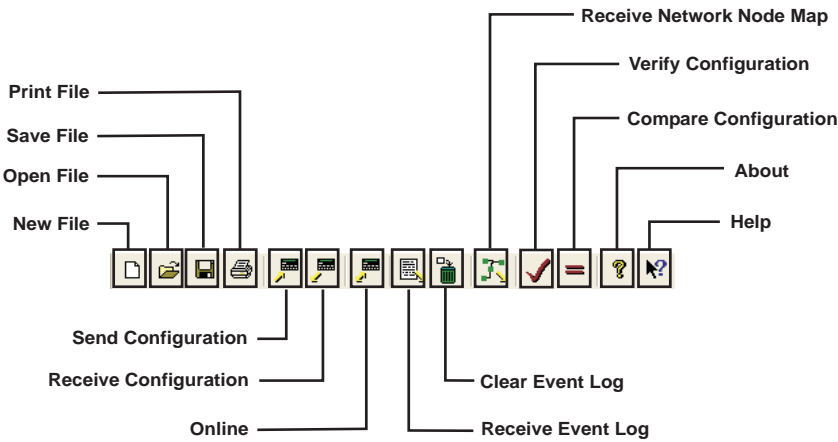 Receive Network Node Map
Verify Configuration
Print File
Compare Configuration
Save File
Open File
About
New File
Help
Send Configuration
Receive Configuration
Clear Event Log
Online
Receive Event Log